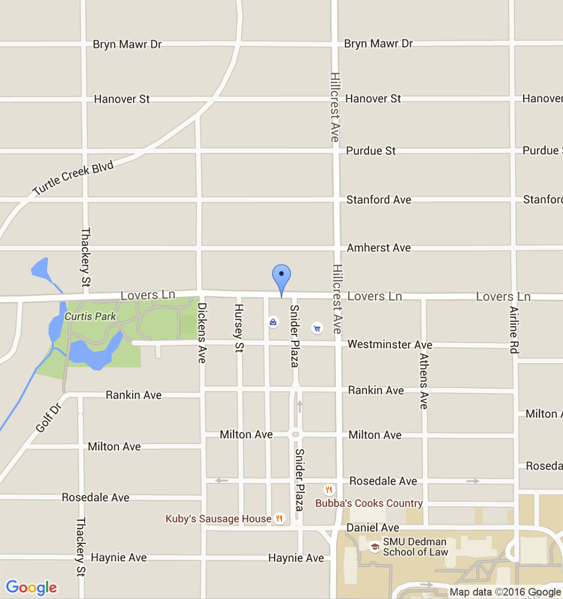 Bryn Mawr Dr
Bryn Mawr Dr
Hanover St
Hanover St
Hanover
Hillcrest Ave
Purdue St
Purdue S
Turtle Creek Blvd
Stanford Ave
Stanford
Thackery St
Amherst Ave
Hillcrest Ave
Lovers Ln
Lovers Ln
Lovers Ln
Curtis Park
Dickens Ave
Hursey St
Snider Plaza
Airline Rd
Westminster Ave
Athens Ave
Rankin Ave
Rankin Ave
Golf Dr
Milton A
Milton Ave
Milton Ave
Milton Ave
Snider Plaza
Rosedal
Rosedale Ave
Rosedale Ave
Bubba's Cooks Country
Kuby's Sausage House
Thackery St
Daniel Ave
SMU Dedman
School of Law
Haynie Ave
Haynie Ave
Google
Map data ©2016 Google